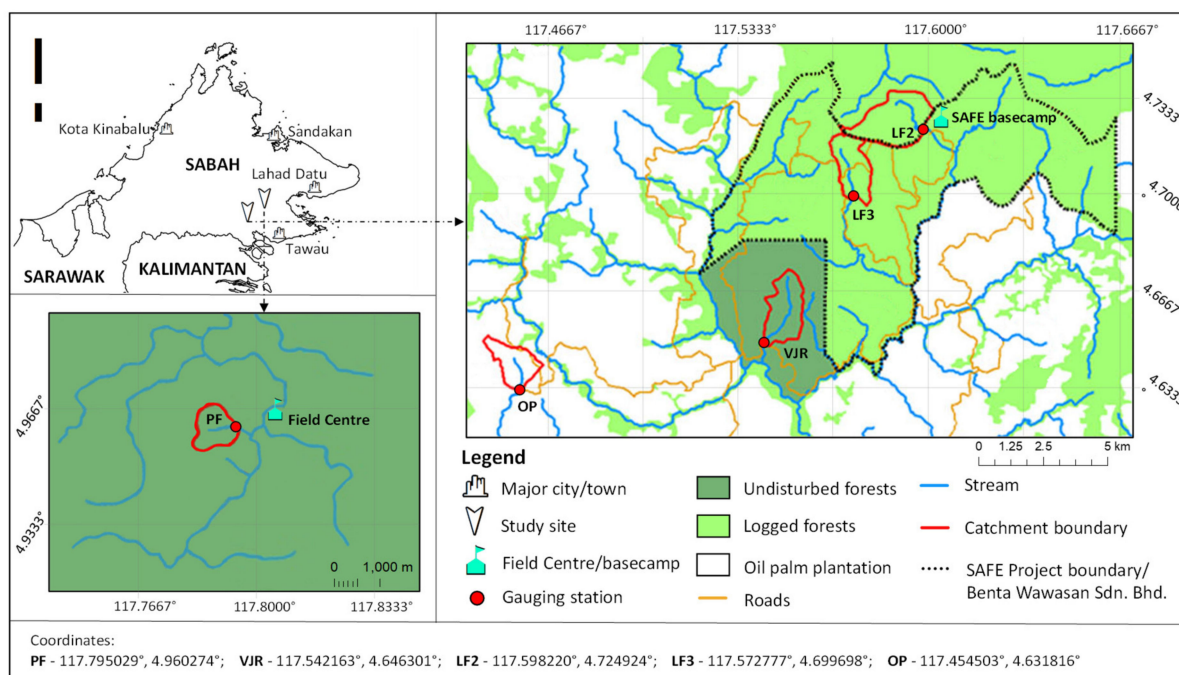 117.4667° 117.5333° 117.6000° 117.6667°
Kota Kinabalu
Sandakan
SABAH
Lahad Datu
Tawau
SARAWAK
KALIMANTAN
LF2
SAFE basecamp
LF3
VJR
OP
4.7333°
4.7000°
4.6667°
4.6333°
0 1.25 2.5 5 km
4.9667°
4.9333°
PF
Field Centre
0 1,000 m
117.7667° 117.8000° 117.8333°
Legend
Major city/town
Study site
Field Centre/basecamp
Gauging station
Undisturbed forests
Logged forests
Oil palm plantation
Roads
Stream
Catchment boundary
SAFE Project boundary/
Benta Wawasan Sdn. Bhd.
Coordinates:
PF - 117.795029°, 4.960274°; VJR - 117.542163°, 4.646301°; LF2 - 117.598220°, 4.724924°; LF3 - 117.572777°, 4.699698°; OP - 117.454503°, 4.631816°